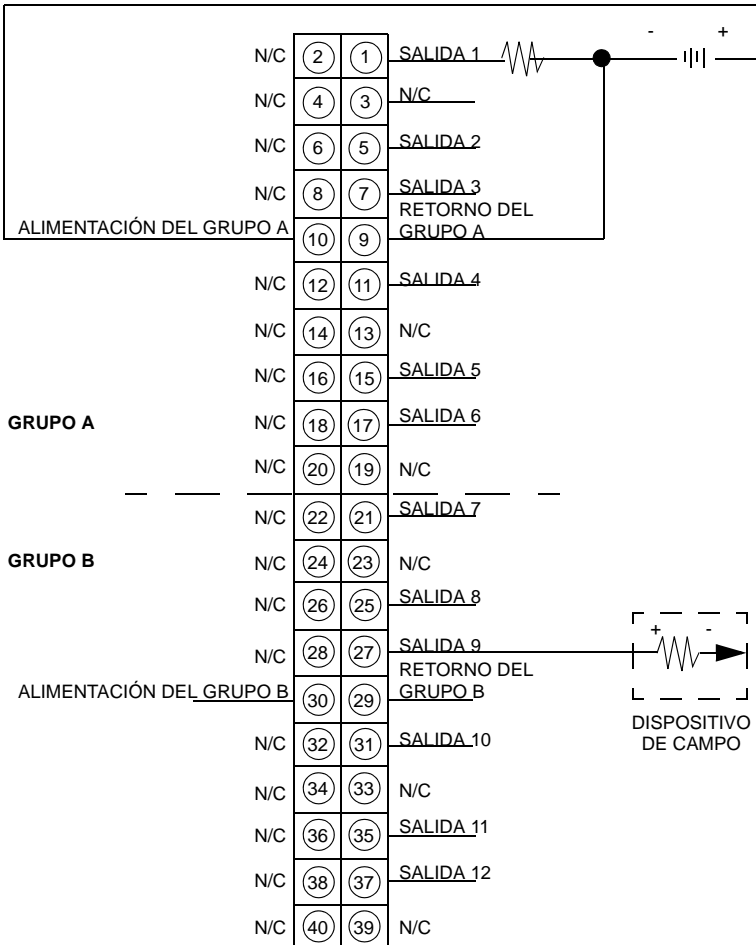 - +
N/C 2 1 SALIDA 1
N/C 4 3 N/C
N/C 6 5 SALIDA 2
N/C 8 7 SALIDA 3
ALIMENTACIÓN DEL GRUPO A 10 9 RETORNO DEL
GRUPO A
N/C 12 11 SALIDA 4
N/C 14 13 N/C
N/C 16 15 SALIDA 5
GRUPO A N/C 18 17 SALIDA 6
N/C 20 19 N/C
N/C 22 21 SALIDA 7
GRUPO B N/C 24 23 N/C
N/C 26 25 SALIDA 8
N/C 28 27 SALIDA 9 + -
ALIMENTACIÓN DEL GRUPO B 30 29 RETORNO DEL
GRUPO B
DISPOSITIVO
DE CAMPO
N/C 32 31 SALIDA 10
N/C 34 33 N/C
N/C 36 35 SALIDA 11
N/C 38 37 SALIDA 12
N/C 40 39 N/C